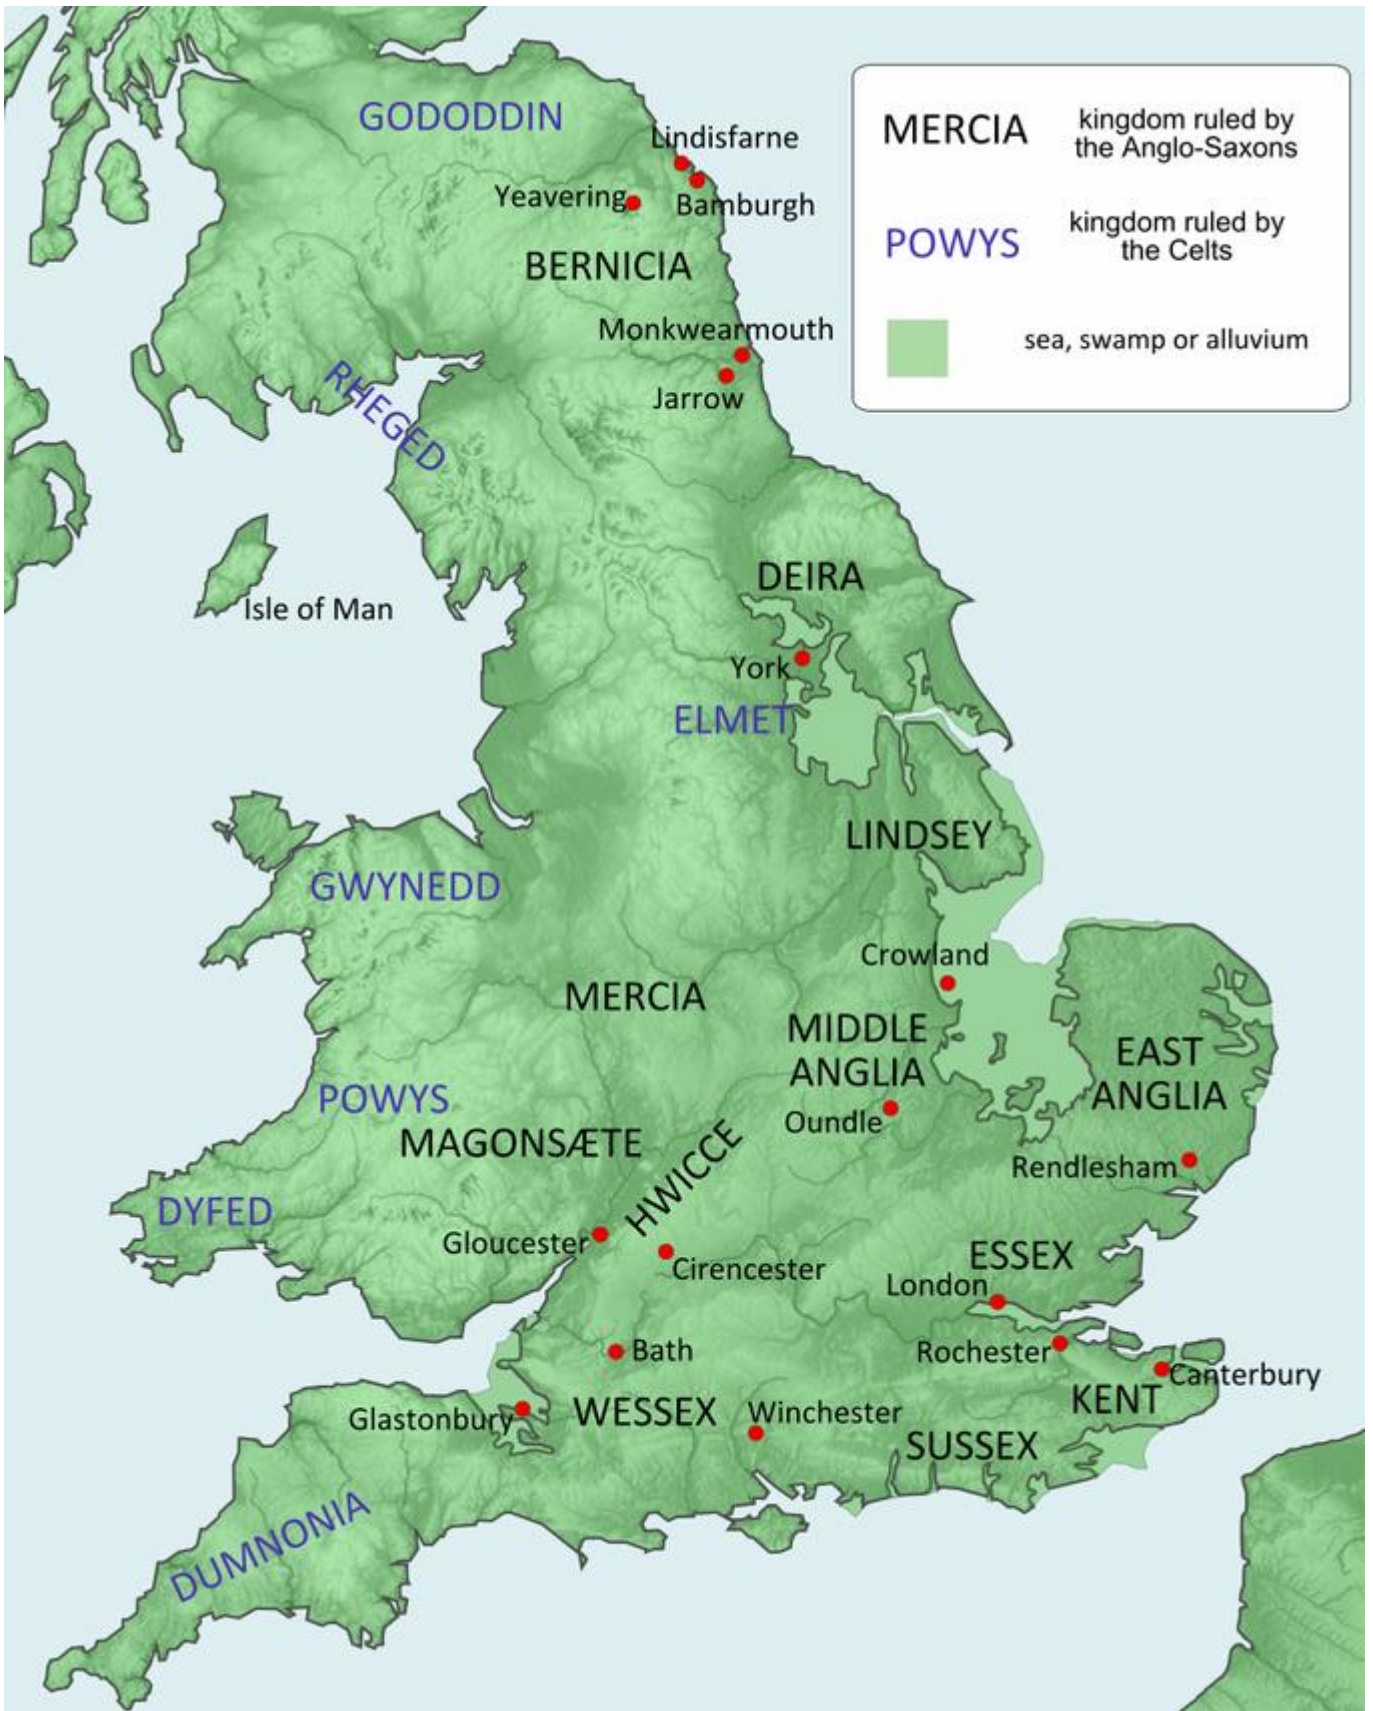 GODODDIN
Lindisfarne
Yeavering
Bamburgh
BERNICIA
Monkwearmouth
Jarrow
RHEGED
Isle of Man
DEIRA
York
ELMET
LINDSEY
GWYNEDD
Crowland
MERCIA
MIDDLE
ANGLIA
EAST
ANGLIA
POWYS
MAGONSÆTE
Oundle
HWICCE
Rendlesham
DYFED
Gloucester
Cirencester
ESSEX
London
Bath
Rochester
Canterbury
KENT
Glastonbury
WESSEX
Winchester
SUSSEX
DUMNONIA
MERCIA
kingdom ruled by
the Anglo-Saxons
POWYS
kingdom ruled by
the Celts
sea, swamp or alluvium